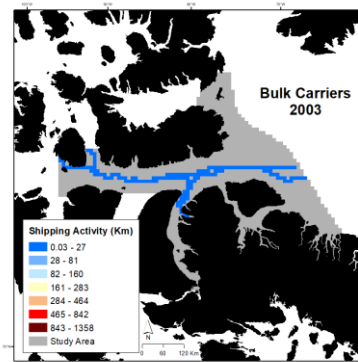 Bulk Carriers
2003
Shipping Activity (Km)
0.03 - 27
28 - 81
82 - 160
161 - 283
284 - 464
465 - 842
843 - 1358
Study Area
N
0
120 Km